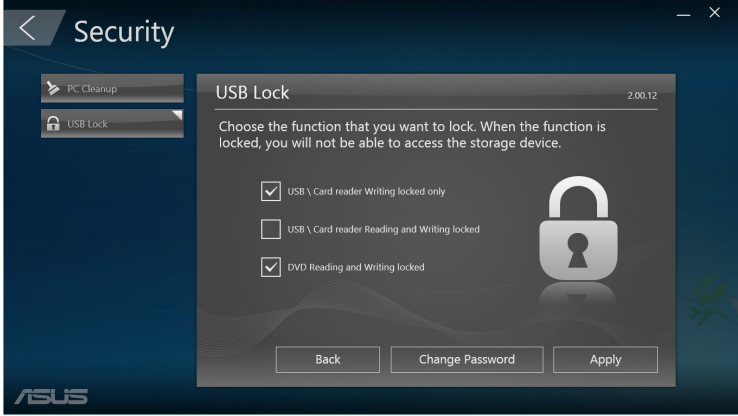 Security
PC Cleanup
USB Lock
USB Lock
2.00.12
Choose the function that you want to lock. When the function is
locked, you will not be able to access the storage device.
USB \ Card reader Writing locked only
USB \ Card reader Reading and Writing locked
DVD Reading and Writing locked
Back
Change Password
Apply
ASUS